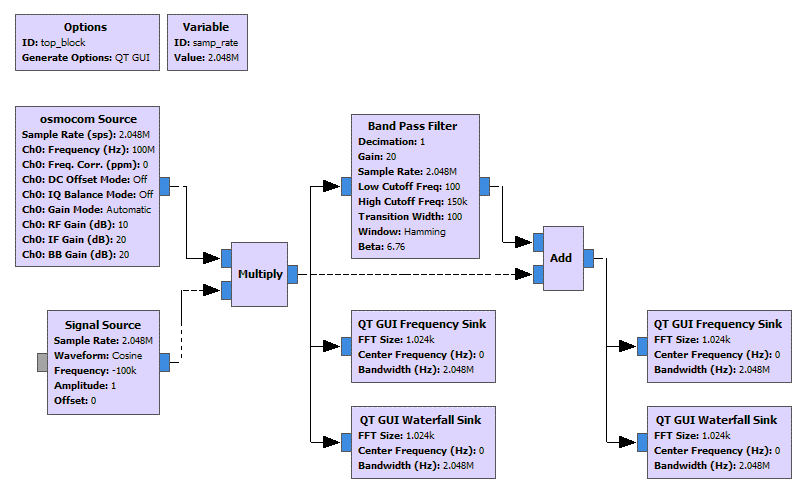 Options
ID: top_block
Generate Options: QT GUI
Variable
ID: samp_rate
Value: 2.048M
osmocom Source
Sample Rate (sps): 2.048M
Ch0: Frequency (Hz): 100M
Ch0: Freq. Corr. (ppm): 0
Ch0: DC Offset Mode: Off
Ch0: IQ Balance Mode: Off
Ch0: Gain Mode: Automatic
Ch0: RF Gain (dB): 10
Ch0: IF Gain (dB): 20
Ch0: BB Gain (dB): 20
Band Pass Filter
Decimation: 1
Gain: 20
Sample Rate: 2.048M
Low Cutoff Freq: 100
High Cutoff Freq: 150k
Transition Width: 100
Window: Hamming
Beta: 6.76
Multiply
Add
Signal Source
Sample Rate: 2.048M
Waveform: Cosine
Frequency: -100k
Amplitude: 1
Offset: 0
QT GUI Frequency Sink
FFT Size: 1.024k
Center Frequency (Hz): 0
Bandwidth (Hz): 2.048M
QT GUI Frequency Sink
FFT Size: 1.024k
Center Frequency (Hz): 0
Bandwidth (Hz): 2.048M
QT GUI Waterfall Sink
FFT Size: 1.024k
Center Frequency (Hz): 0
Bandwidth (Hz): 2.048M
QT GUI Waterfall Sink
FFT Size: 1.024k
Center Frequency (Hz): 0
Bandwidth (Hz): 2.048M